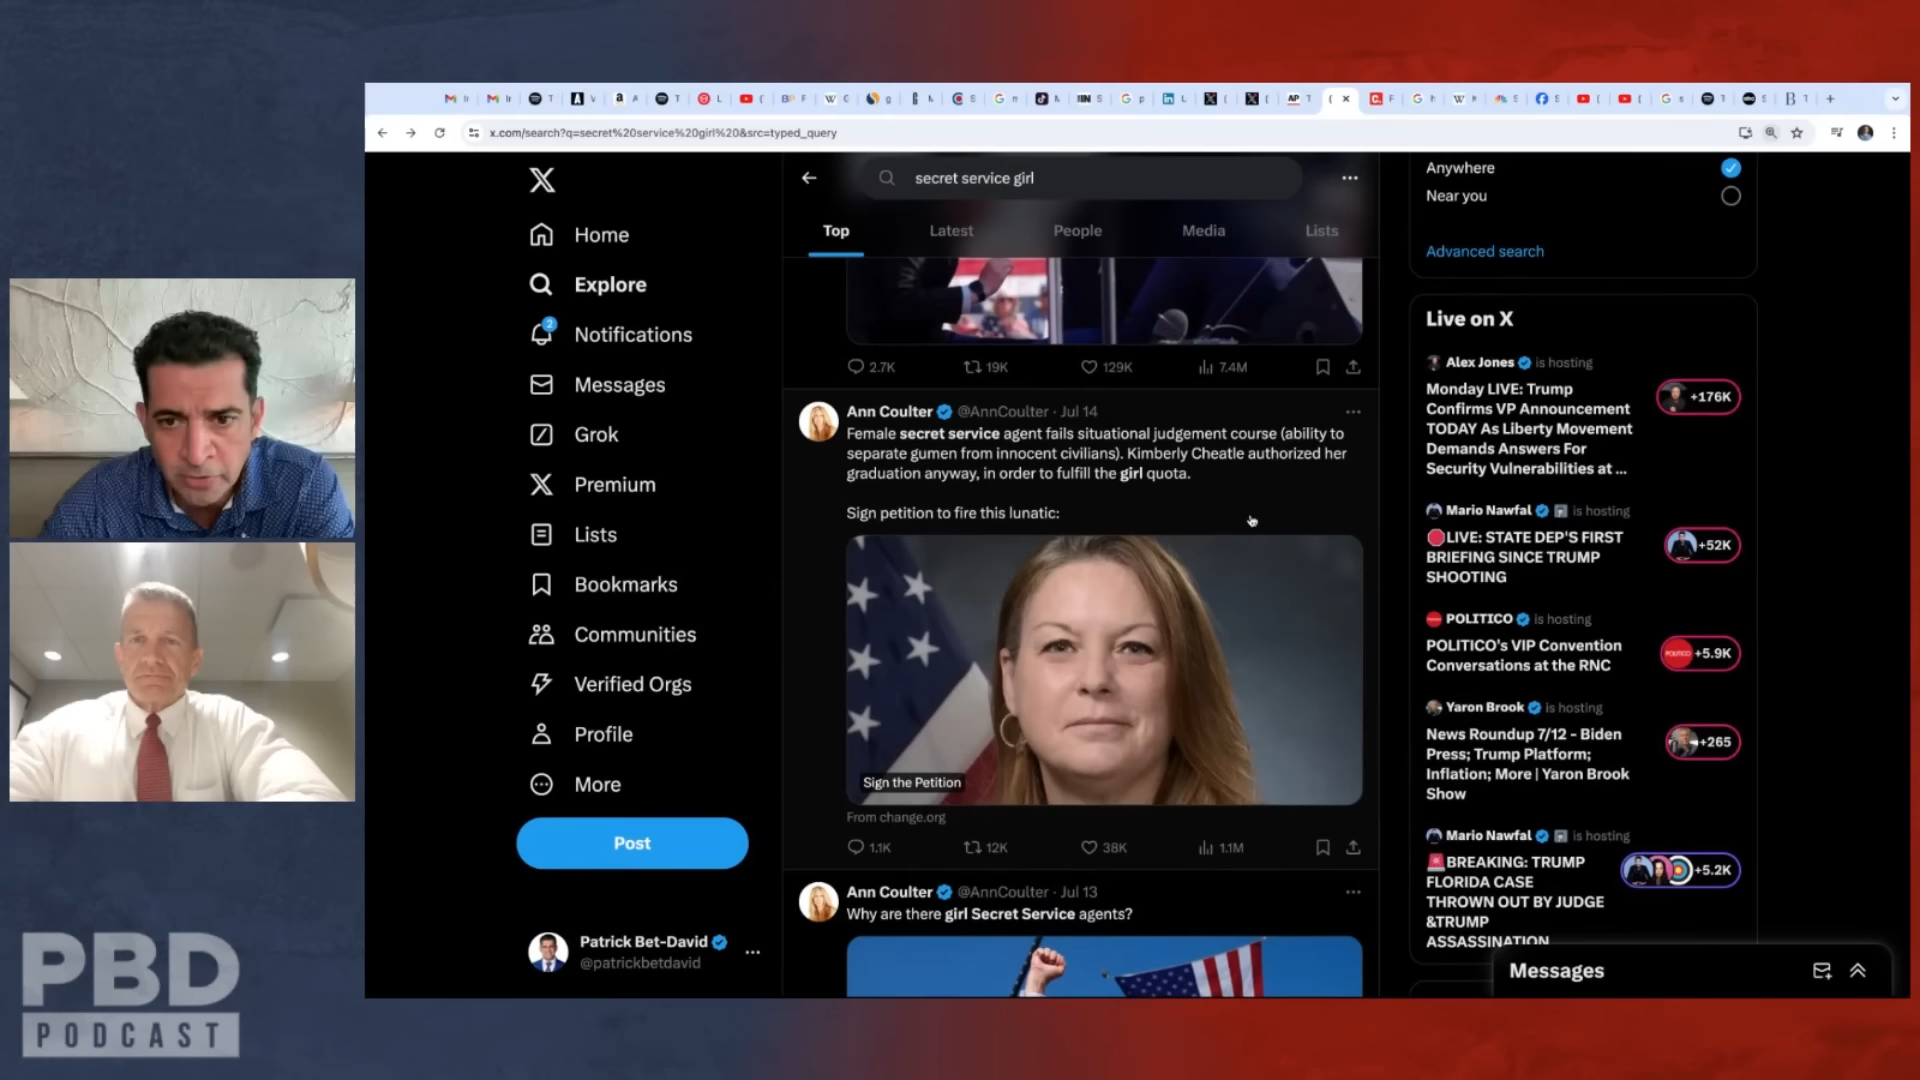 x.com/search?q=secret%20service%20girl%20&src=typed_query
Home
Explore
2
Notifications
Messages
Grok
Premium
Lists
Bookmarks
Communities
Verified Orgs
Profile
More
Post
Patrick Bet-David
@patrickbetdavid
secret service girl
Top Latest People Media Lists
2.7K 19K 129K 7.4M
Ann Coulter @AnnCoulter · Jul 14
Female secret service agent fails situational judgement course (ability to
separate gumen from innocent civilians). Kimberly Cheatle authorized her
graduation anyway, in order to fulfill the girl quota.
Sign petition to fire this lunatic:
Sign the Petition
From change.org
1.1K 12K 38K 1.1M
Ann Coulter @AnnCoulter · Jul 13
Why are there girl Secret Service agents?
Anywhere
Near you
Advanced search
Live on X
Alex Jones is hosting
Monday LIVE: Trump
Confirms VP Announcement
TODAY As Liberty Movement
Demands Answers For
Security Vulnerabilities at ...
+176K
Mario Nawfal is hosting
LIVE: STATE DEP'S FIRST
BRIEFING SINCE TRUMP
SHOOTING
+52K
POLITICO is hosting
POLITICO's VIP Convention
Conversations at the RNC
POLITICO +5.9K
Yaron Brook is hosting
News Roundup 7/12 - Biden
Press; Trump Platform;
Inflation; More | Yaron Brook
Show
+265
Mario Nawfal is hosting
BREAKING: TRUMP
FLORIDA CASE
THROWN OUT BY JUDGE
&TRUMP
ASSASSINATION
+5.2K
Messages
PBD
PODCAST